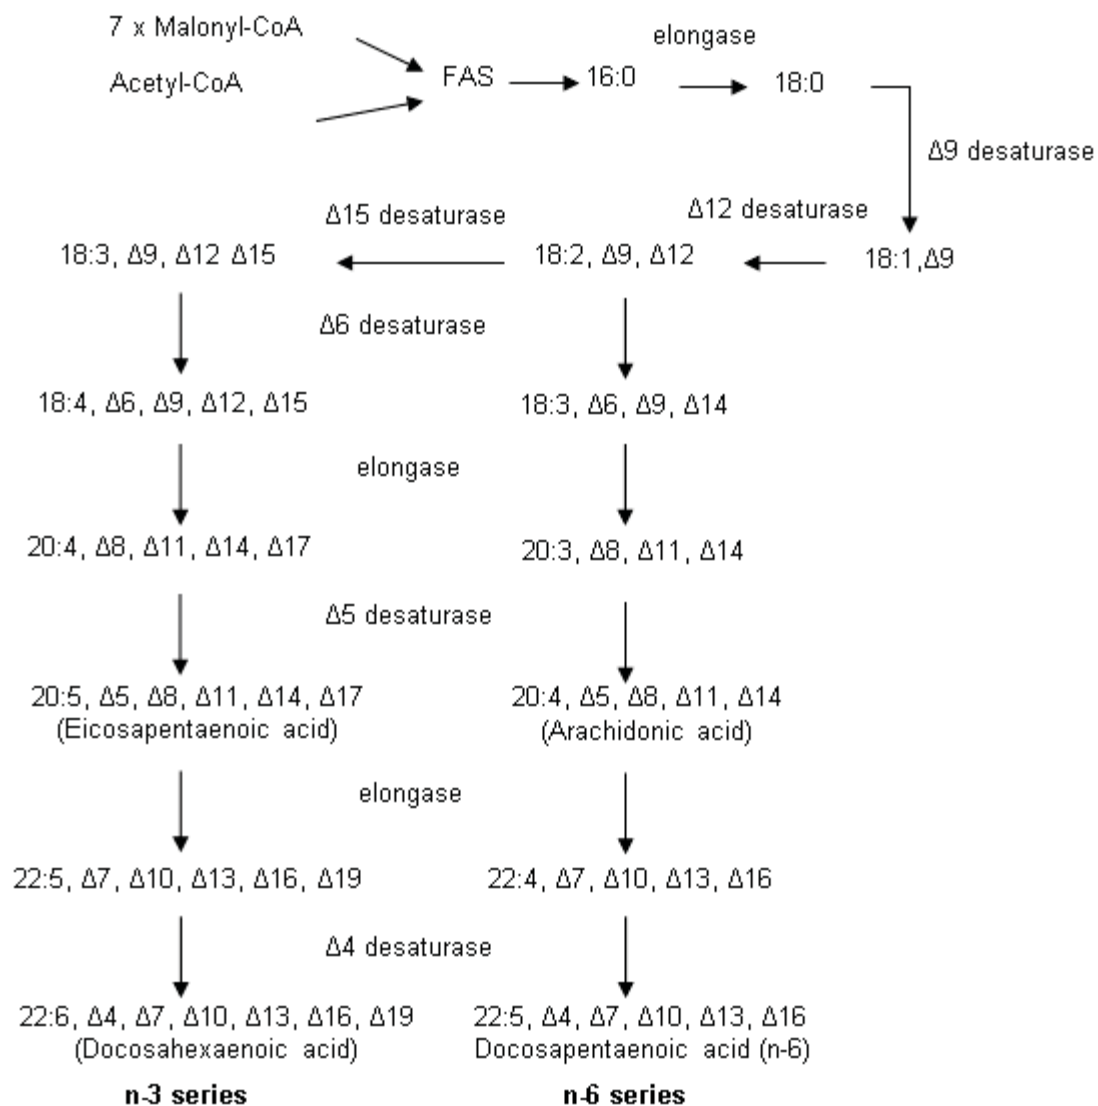 7 x Malonyl-CoA
elongase
Acetyl-CoA
FAS
16:0
18:0
Δ9 desaturase
Δ15 desaturase
Δ12 desaturase
18:3, Δ9, Δ12 Δ15
18:2, Δ9, Δ12
18:1,Δ9
Δ6 desaturase
18:4, Δ6, Δ9, Δ12, Δ15
18:3, Δ6, Δ9, Δ14
elongase
20:4, Δ8, Δ11, Δ14, Δ17
20:3, Δ8, Δ11, Δ14
Δ5 desaturase
20:5, Δ5, Δ8, Δ11, Δ14, Δ17
(Eicosapentaenoic acid)
20:4, Δ5, Δ8, Δ11, Δ14
(Arachidonic acid)
elongase
22:5, Δ7, Δ10, Δ13, Δ16, Δ19
22:4, Δ7, Δ10, Δ13, Δ16
Δ4 desaturase
22:6, Δ4, Δ7, Δ10, Δ13, Δ16, Δ19
(Docosahexaenoic acid)
22:5, Δ4, Δ7, Δ10, Δ13, Δ16
Docosapentaenoic acid (n-6)
n-3 series
n-6 series